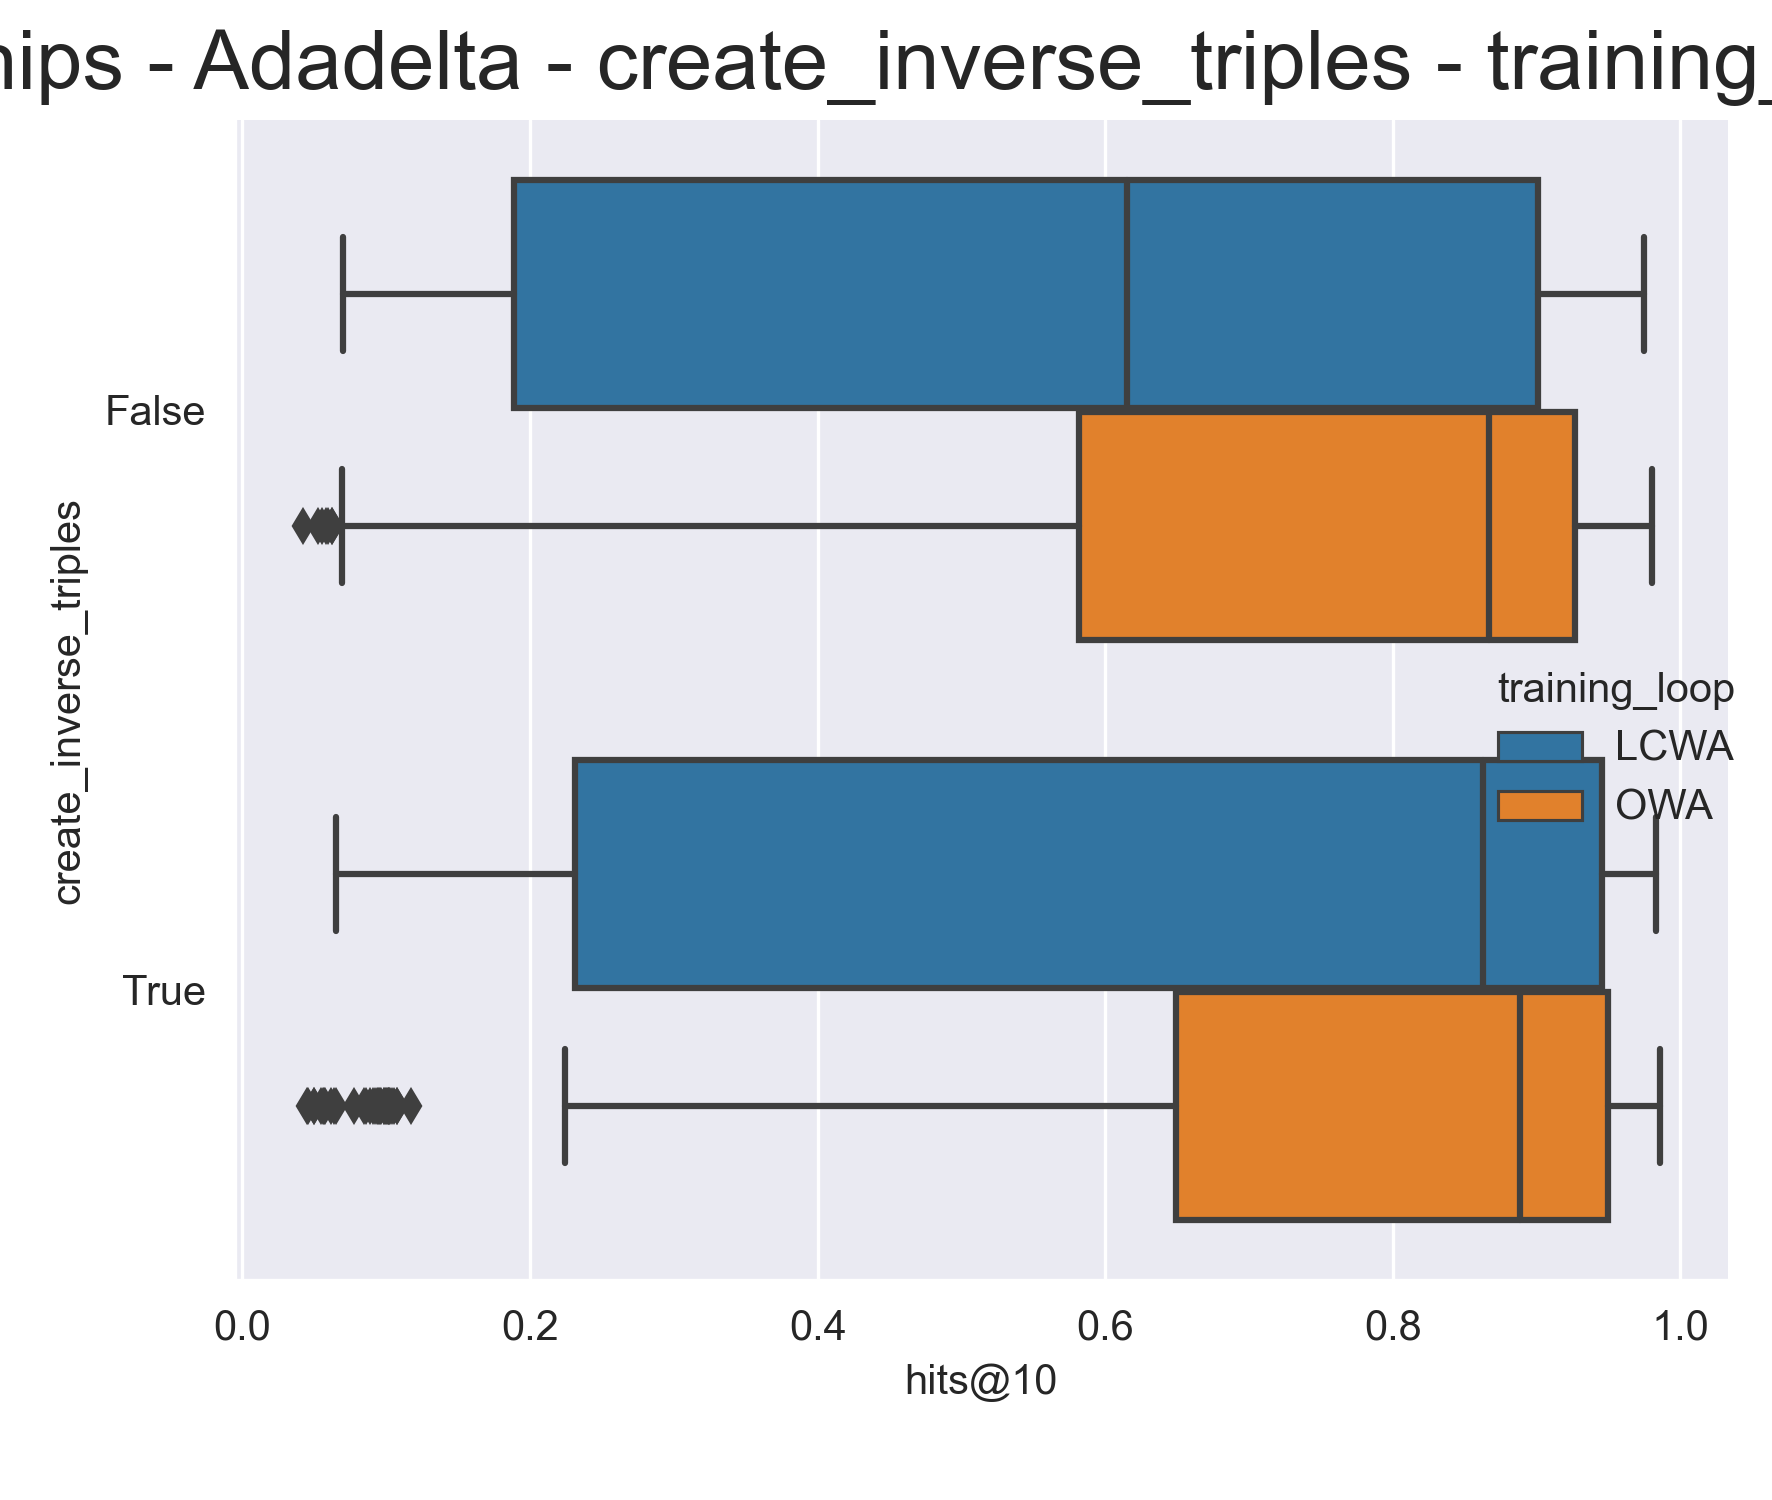 hips - Adadelta - create_inverse_triples - training_
create_inverse_triples
False
True
training_loop
LCWA
OWA
0.0 0.2 0.4 0.6 0.8 1.0
hits@10